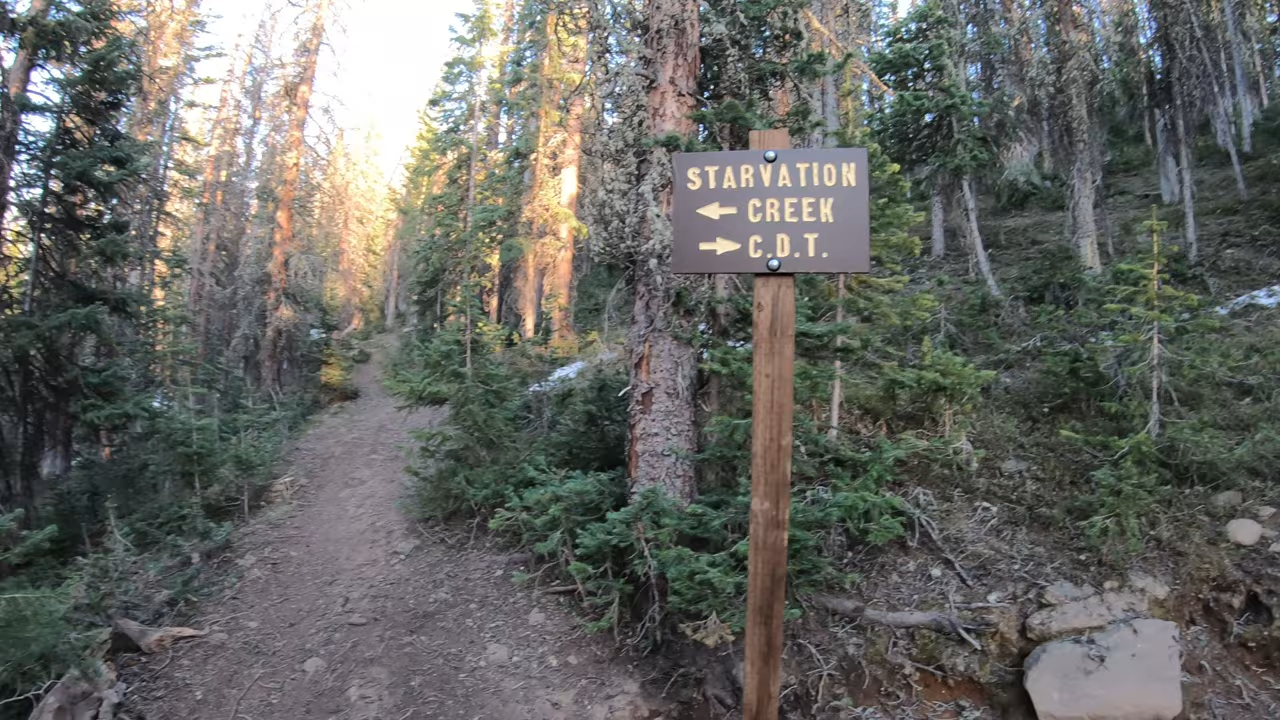 STARVATION
← CREEK
→ C.D.T.